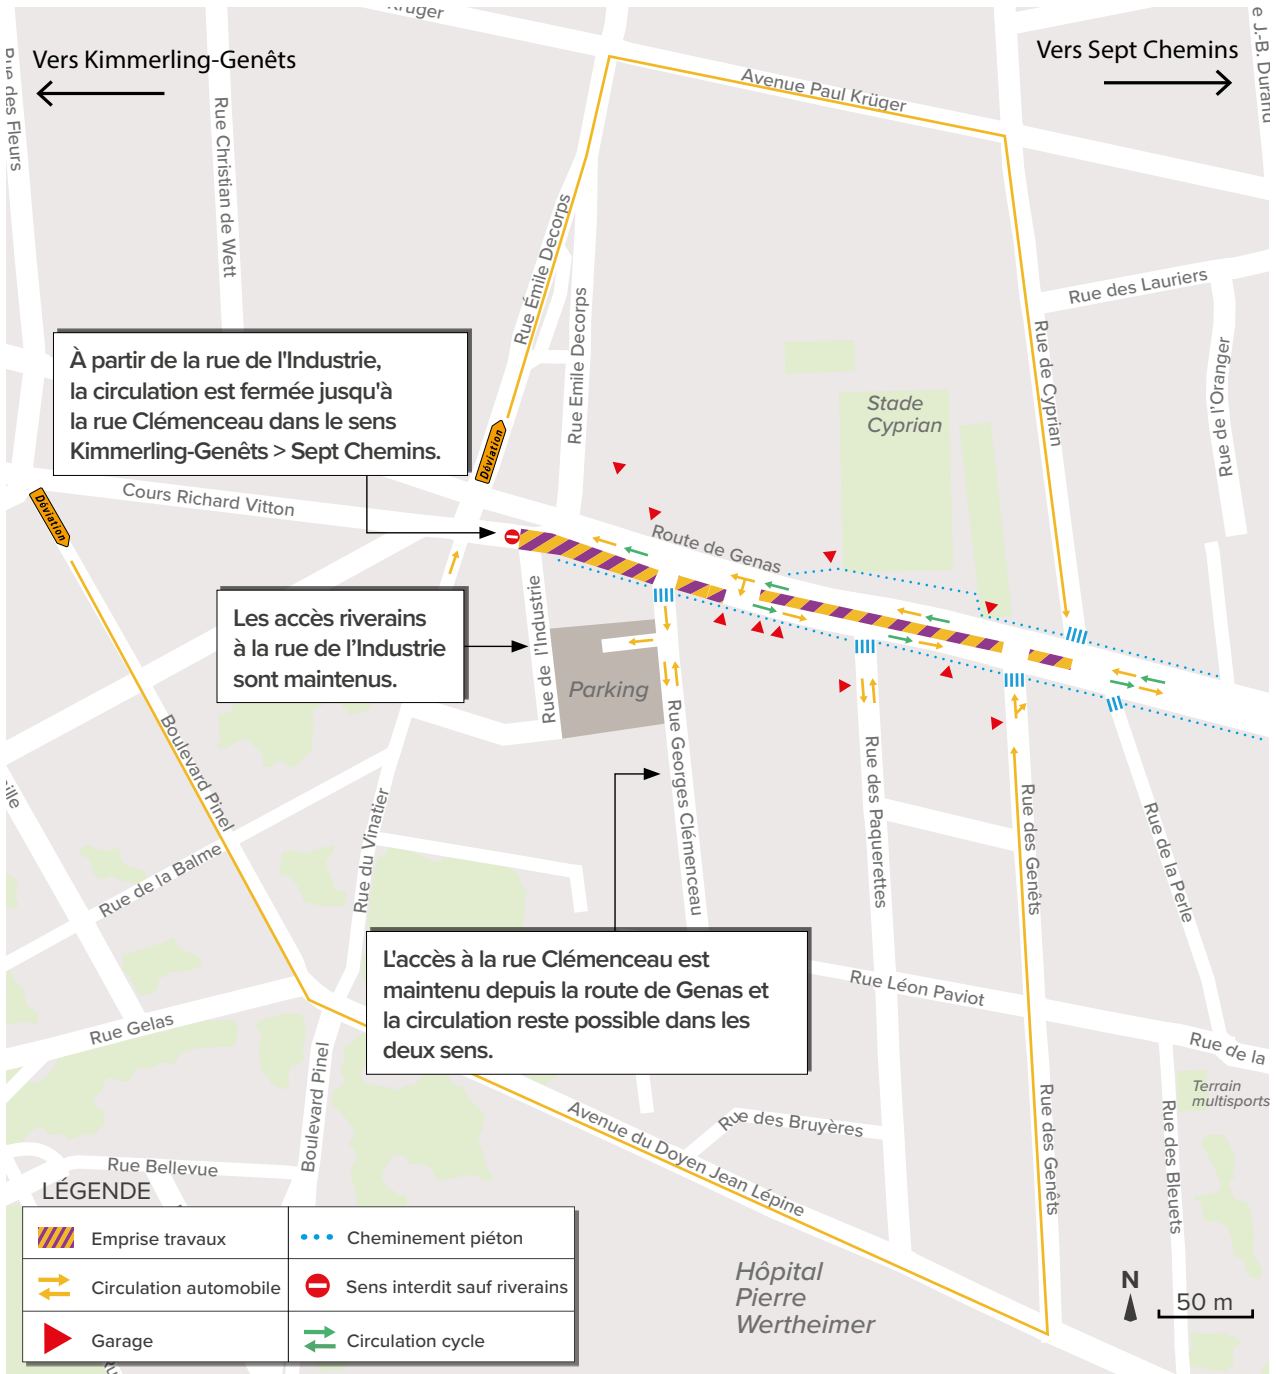 Krüger
Vers Kimmerling-Genêts
Vers Sept Chemins
Avenue Paul Krüger
Rue des Fleurs
Rue Christian de Wett
Rue Émile Decorps
Rue Emile Decorps
Rue des Lauriers
Rue de l'Oranger
Rue de Cyprian
À partir de la rue de l'Industrie,
la circulation est fermée jusqu'à
la rue Clémenceau dans le sens
Kimmerling-Genêts > Sept Chemins.
Stade
Cyprian
Déviation
Déviation
Cours Richard Vitton
Route de Genas
Les accès riverains
à la rue de l'Industrie
sont maintenus.
Rue de l'Industrie
Parking
Boulevard Pinel
Rue Georges Clémenceau
Rue des Paquerettes
Rue des Genêts
Rue de la Perle
Rue du Vinatier
Rue de la Balme
L'accès à la rue Clémenceau est
maintenu depuis la route de Genas et
la circulation reste possible dans les
deux sens.
Rue Léon Paviot
Rue Gelas
Rue de la
Boulevard Pinel
Terrain
multisports
Avenue du Doyen Jean Lépine
Rue des Bruyères
Rue des Genêts
Rue des Bleuets
Rue Bellevue
LÉGENDE
Emprise travaux
Cheminement piéton
Circulation automobile
Sens interdit sauf riverains
Garage
Circulation cycle
Hôpital
Pierre
Wertheimer
N
50 m